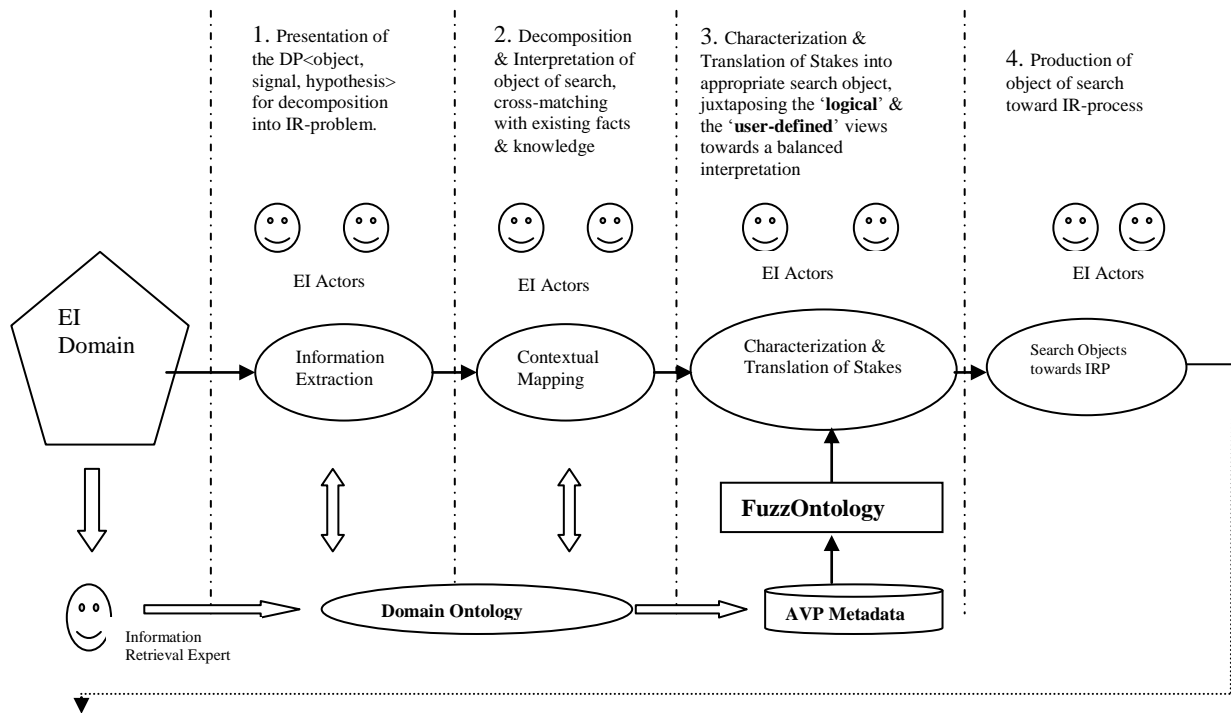 1. Presentation of
the DP<object,
signal, hypothesis>
for decomposition
into IR-problem.
2. Decomposition
& Interpretation of
object of search,
cross-matching
with existing facts
& knowledge
3. Characterization &
Translation of Stakes into
appropriate search object,
juxtaposing the ‘logical’ &
the ‘user-defined’ views
towards a balanced
interpretation
4. Production of
object of search
toward IR-process
EI Actors
EI Actors
EI Actors
EI Actors
EI
Domain
Information
Extraction
Contextual
Mapping
Characterization &
Translation of Stakes
Search Objects
towards IRP
FuzzOntology
Domain Ontology
AVP Metadata
Information
Retrieval Expert